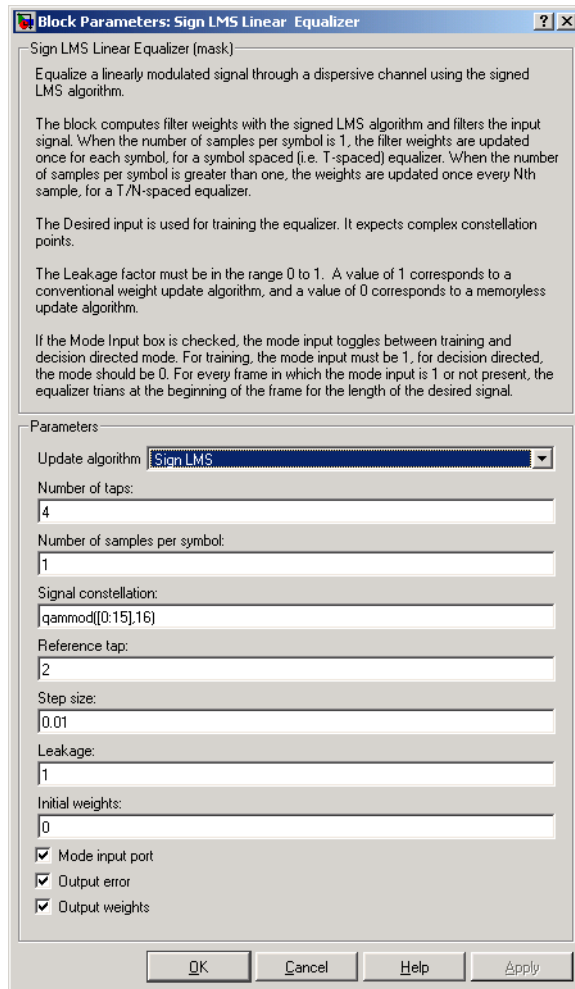 Block Parameters: Sign LMS Linear Equalizer
Sign LMS Linear Equalizer (mask)
Equalize a linearly modulated signal through a dispersive channel using the signed
LMS algorithm.
The block computes filter weights with the signed LMS algorithm and filters the input
signal. When the number of samples per symbol is 1, the filter weights are updated
once for each symbol, for a symbol spaced (i.e. T-spaced) equalizer. When the number
of samples per symbol is greater than one, the weights are updated once every Nth
sample, for a T/N-spaced equalizer.
The Desired input is used for training the equalizer. It expects complex constellation
points.
The Leakage factor must be in the range 0 to 1. A value of 1 corresponds to a
conventional weight update algorithm, and a value of 0 corresponds to a memoryless
update algorithm.
If the Mode Input box is checked, the mode input toggles between training and
decision directed mode. For training, the mode input must be 1, for decision directed,
the mode should be 0. For every frame in which the mode input is 1 or not present, the
equalizer trians at the beginning of the frame for the length of the desired signal.
Parameters
Update algorithm Sign LMS
Number of taps:
4
Number of samples per symbol:
1
Signal constellation:
qammod([0:15],16)
Reference tap:
2
Step size:
0.01
Leakage:
1
Initial weights:
0
Mode input port
Output error
Output weights
OK Cancel Help Apply